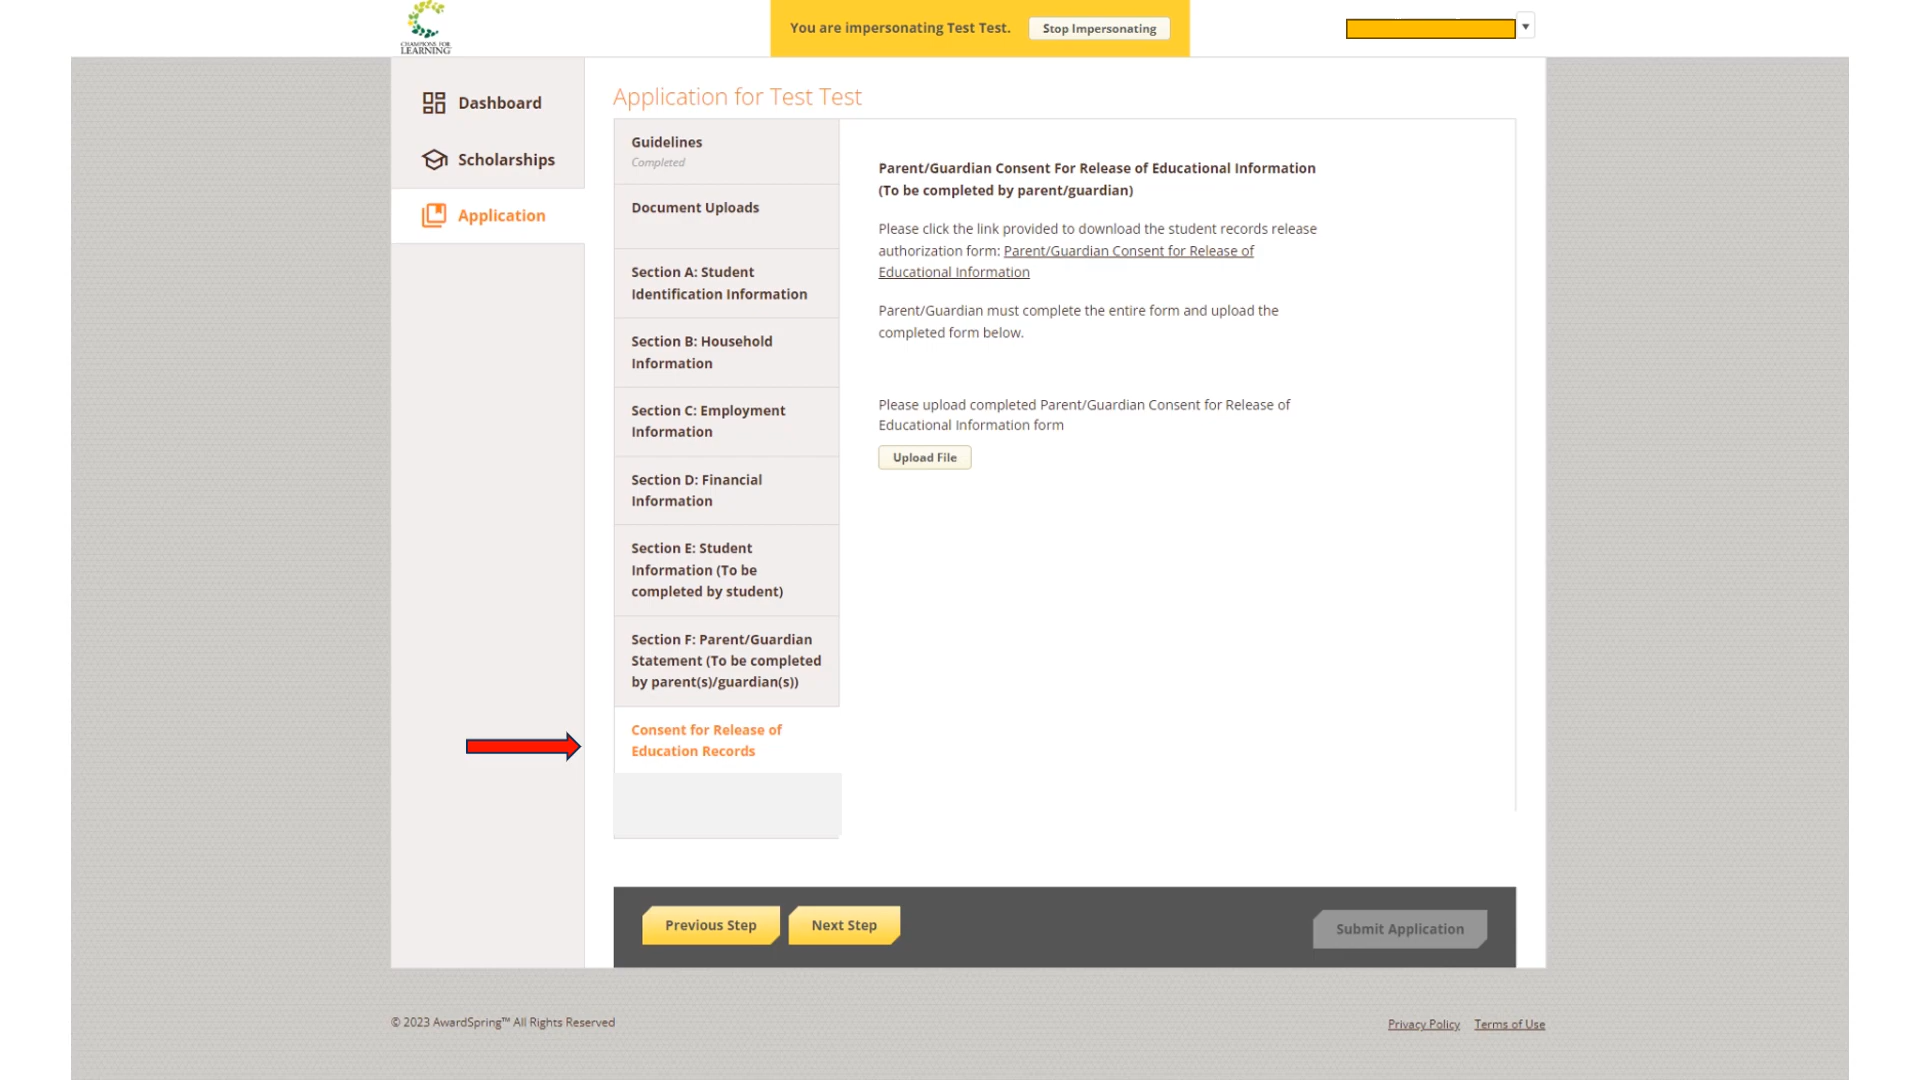 CHAMPIONS FOR
LEARNING
You are impersonating Test Test.
Stop Impersonating
Dashboard
Scholarships
Application
Application for Test Test
Guidelines
Completed
Document Uploads
Section A: Student
Identification Information
Section B: Household
Information
Section C: Employment
Information
Section D: Financial
Information
Section E: Student
Information (To be
completed by student)
Section F: Parent/Guardian
Statement (To be completed
by parent(s)/guardian(s))
Consent for Release of
Education Records
Parent/Guardian Consent For Release of Educational Information
(To be completed by parent/guardian)
Please click the link provided to download the student records release
authorization form: Parent/Guardian Consent for Release of
Educational Information
Parent/Guardian must complete the entire form and upload the
completed form below.
Please upload completed Parent/Guardian Consent for Release of
Educational Information form
Upload File
Previous Step
Next Step
Submit Application
© 2023 AwardSpring™ All Rights Reserved
Privacy Policy
Terms of Use